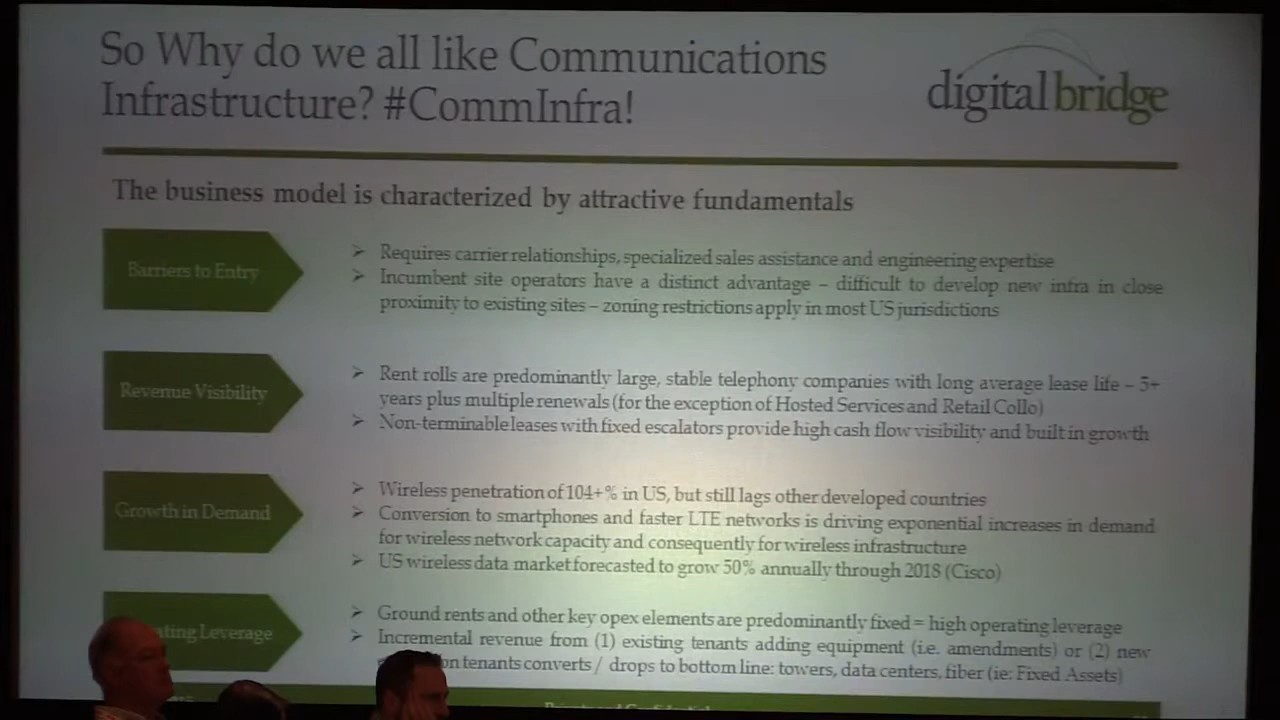 So Why do we all like Communications
Infrastructure? #CommInfra!
digitalbridge
The business model is characterized by attractive fundamentals
Barriers to Entry
➢ Requires carrier relationships, specialized sales assistance and engineering expertise
➢ Incumbent site operators have a distinct advantage – difficult to develop new infra in close
proximity to existing sites – zoning restrictions apply in most US jurisdictions
Revenue Visibility
➢ Rent rolls are predominantly large, stable telephony companies with long average lease life – 5+
years plus multiple renewals (for the exception of Hosted Services and Retail Collo)
➢ Non-terminable leases with fixed escalators provide high cash flow visibility and built in growth
Growth in Demand
➢ Wireless penetration of 104+% in US, but still lags other developed countries
➢ Conversion to smartphones and faster LTE networks is driving exponential increases in demand
for wireless network capacity and consequently for wireless infrastructure
➢ US wireless data market forecasted to grow 50% annually through 2018 (Cisco)
ating Leverage
➢ Ground rents and other key opex elements are predominantly fixed = high operating leverage
➢ Incremental revenue from (1) existing tenants adding equipment (i.e. amendments) or (2) new
on tenants converts / drops to bottom line: towers, data centers, fiber (ie: Fixed Assets)